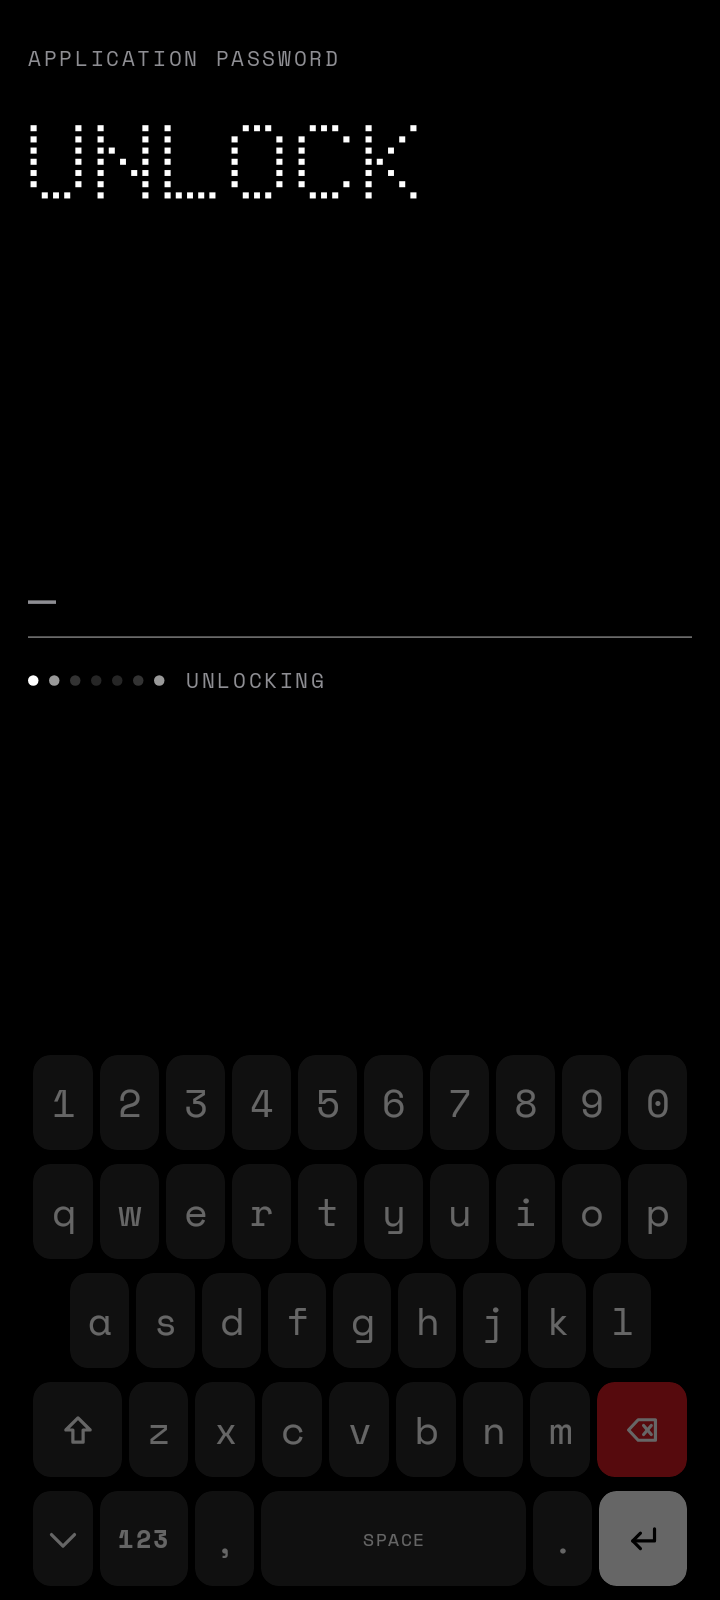 APPLICATION PASSWORD
UNLOCK
UNLOCKING
1 2 3 4 5 6 7 8 9 0
q w e r t y u i o p
a s d f g h j k l
z x c v b n m
123 , SPACE .